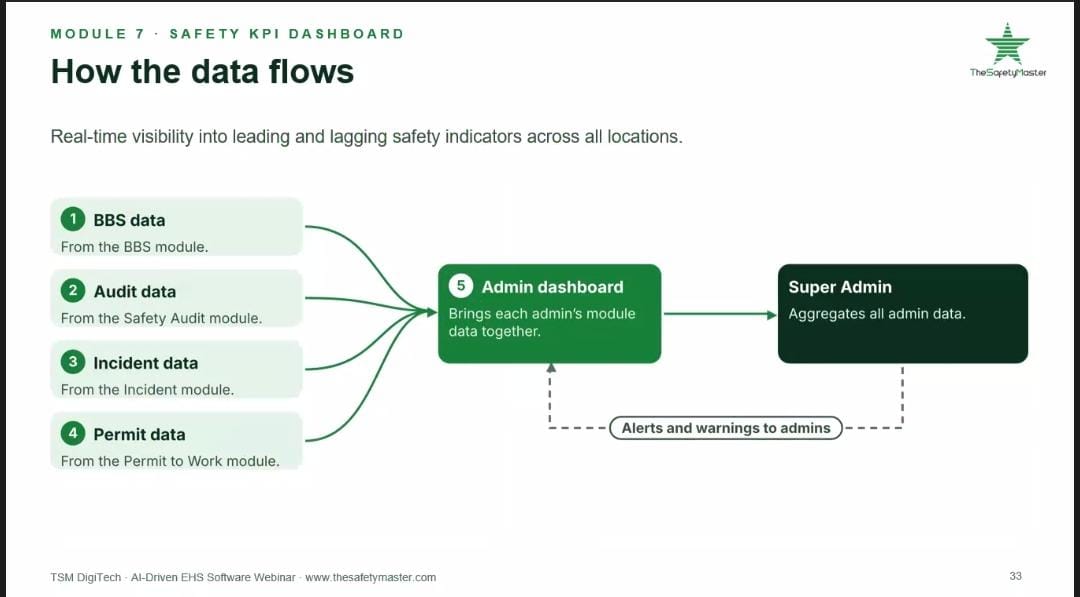 MODULE 7 · SAFETY KPI DASHBOARD
How the data flows
TheSafetyMaster
Real-time visibility into leading and lagging safety indicators across all locations.
1 BBS data
From the BBS module.
2 Audit data
From the Safety Audit module.
3 Incident data
From the Incident module.
4 Permit data
From the Permit to Work module.
5 Admin dashboard
Brings each admin’s module
data together.
Super Admin
Aggregates all admin data.
Alerts and warnings to admins
TSM DigiTech · AI-Driven EHS Software Webinar · www.thesafetymaster.com
33